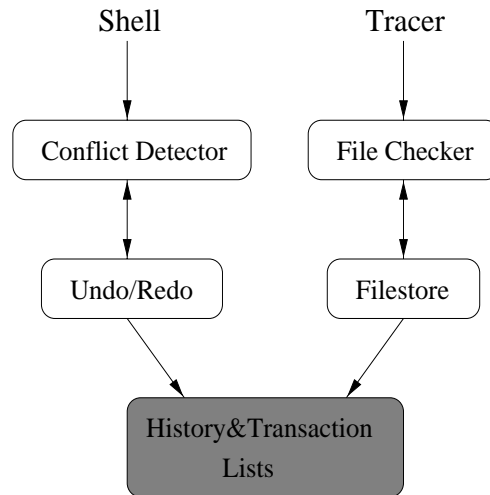 Shell
Tracer
Conflict Detector
File Checker
Undo/Redo
Filestore
History&Transaction
Lists